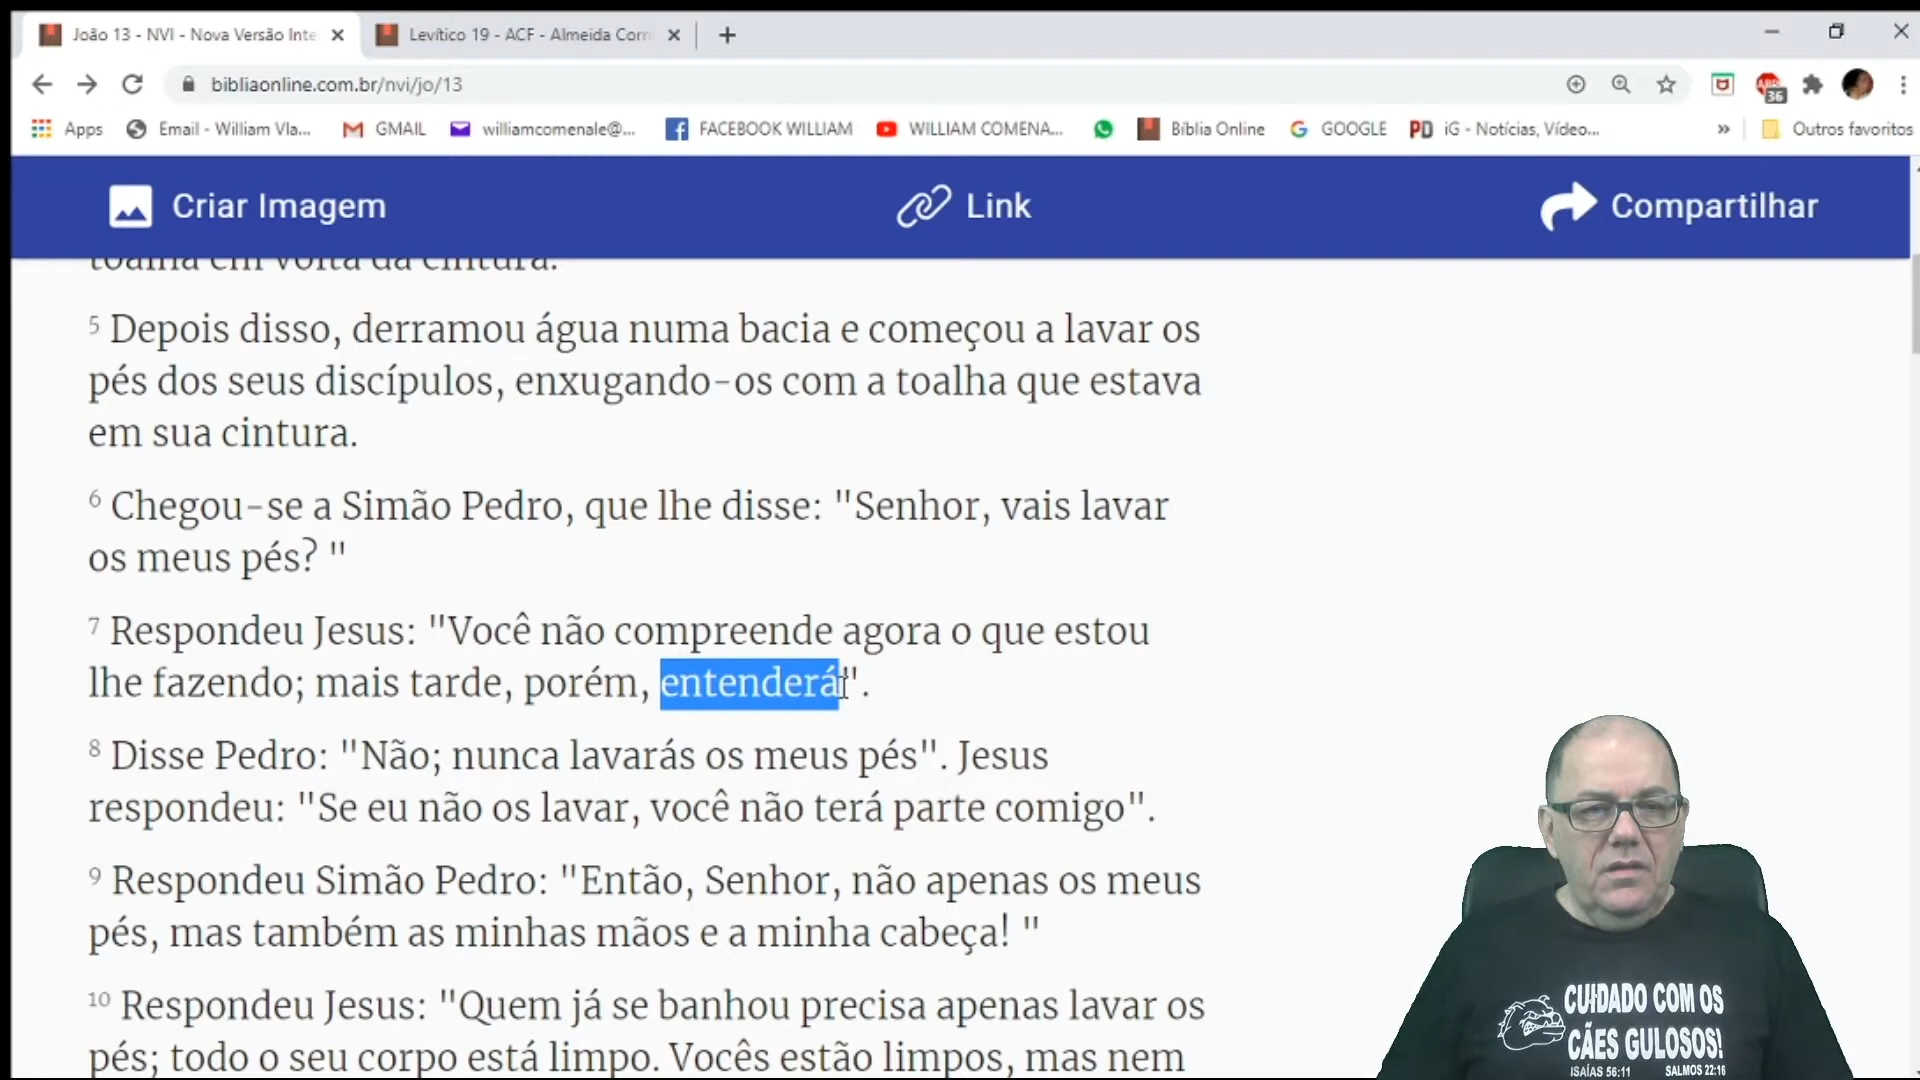 João 13 - NVI - Nova Versão Inte
Levítico 19 - ACF - Almeida Corri
bibliaonline.com.br/nvi/jo/13
36
Apps
Email - William Vla...
GMAIL
williamcomenale@...
FACEBOOK WILLIAM
WILLIAM COMENA...
Bíblia Online
GOOGLE
PD iG - Notícias, Vídeo...
»
Outros favoritos
Criar Imagem
Link
Compartilhar
toalha em volta da cintura.
5 Depois disso, derramou água numa bacia e começou a lavar os
pés dos seus discípulos, enxugando-os com a toalha que estava
em sua cintura.
6 Chegou-se a Simão Pedro, que lhe disse: "Senhor, vais lavar
os meus pés? "
7 Respondeu Jesus: "Você não compreende agora o que estou
lhe fazendo; mais tarde, porém, entenderá".
8 Disse Pedro: "Não; nunca lavarás os meus pés". Jesus
respondeu: "Se eu não os lavar, você não terá parte comigo".
9 Respondeu Simão Pedro: "Então, Senhor, não apenas os meus
pés, mas também as minhas mãos e a minha cabeça! "
10 Respondeu Jesus: "Quem já se banhou precisa apenas lavar os
pés; todo o seu corpo está limpo. Vocês estão limpos, mas nem
CUIDADO COM OS
CÃES GULOSOS!
ISAÍAS 56:11 SALMOS 22:16